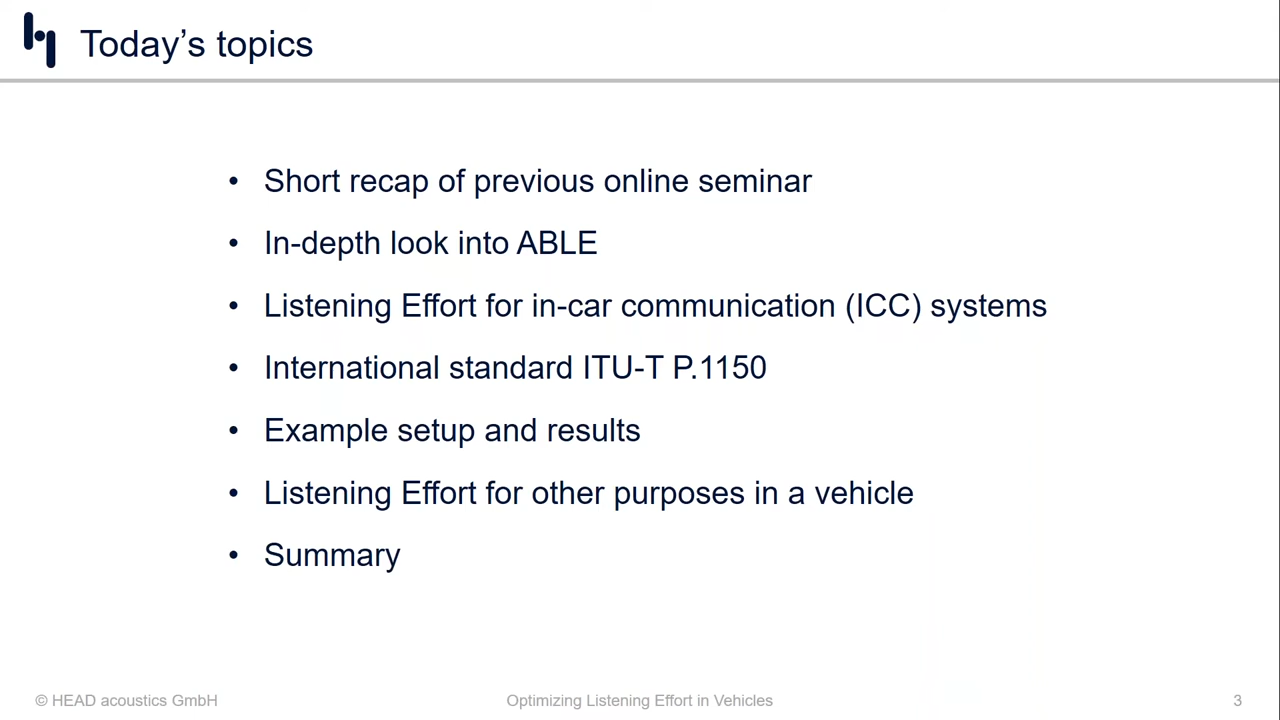 Today’s topics
• Short recap of previous online seminar
• In-depth look into ABLE
• Listening Effort for in-car communication (ICC) systems
• International standard ITU-T P.1150
• Example setup and results
• Listening Effort for other purposes in a vehicle
• Summary
© HEAD acoustics GmbH
Optimizing Listening Effort in Vehicles
3